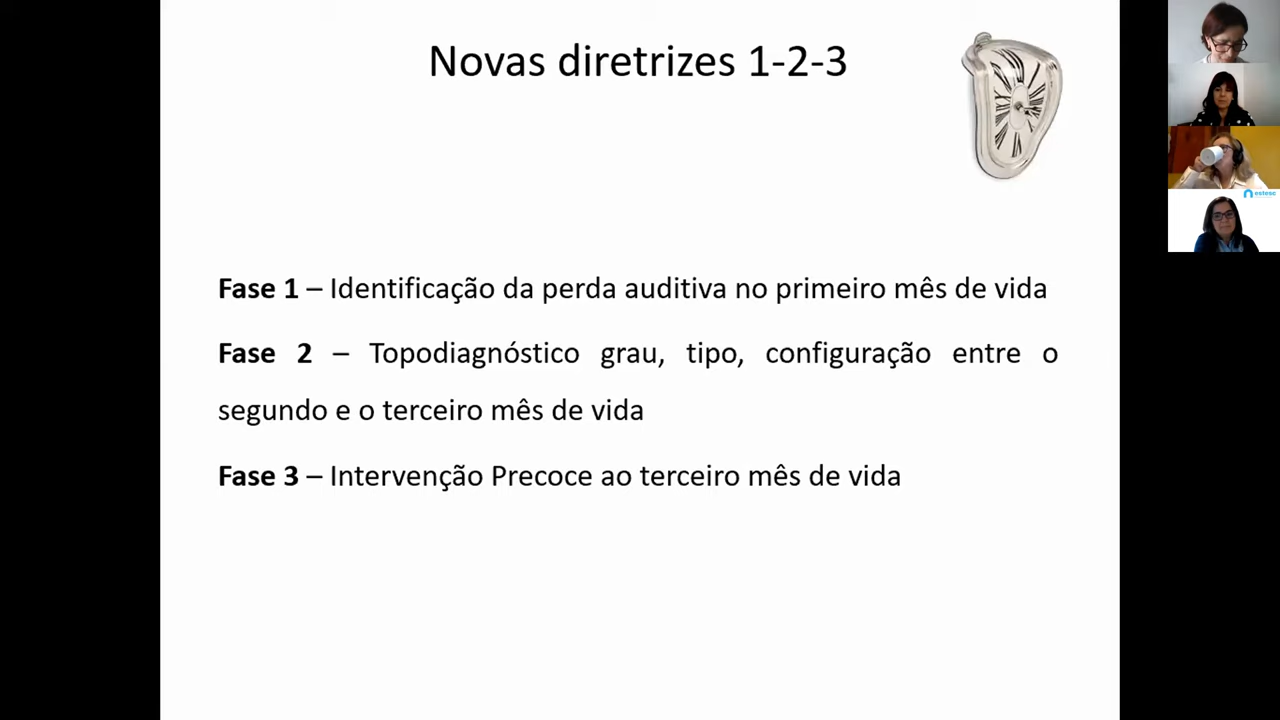 Novas diretrizes 1-2-3
Fase 1 – Identificação da perda auditiva no primeiro mês de vida
Fase 2 – Topodiagnóstico grau, tipo, configuração entre o
segundo e o terceiro mês de vida
Fase 3 – Intervenção Precoce ao terceiro mês de vida
estesc